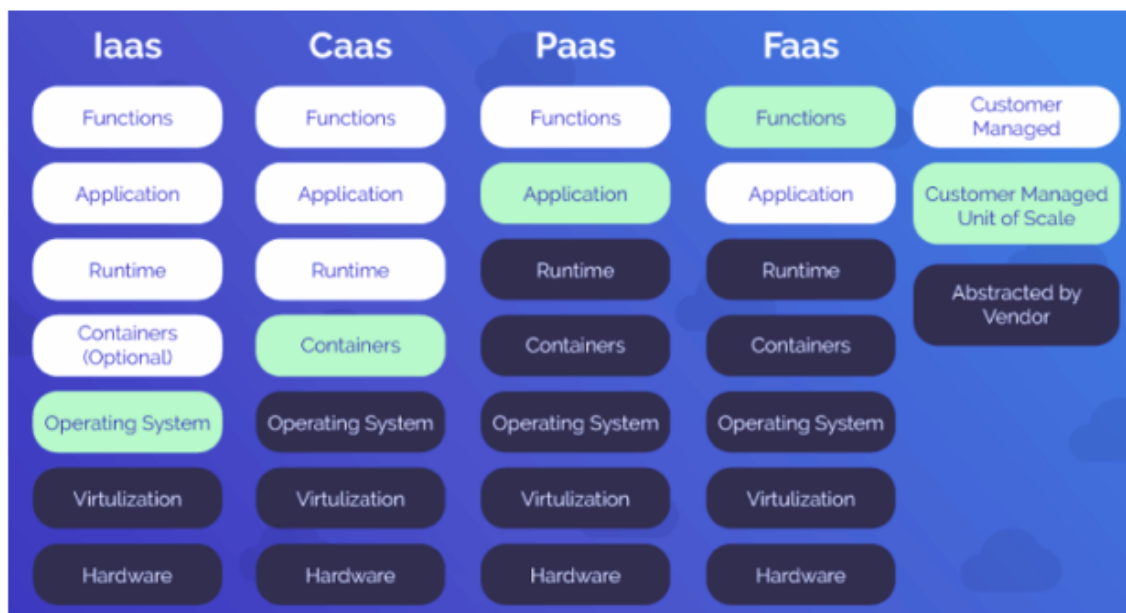 Iaas
Caas
Paas
Faas
Functions
Functions
Functions
Functions
Customer
Managed
Application
Application
Application
Application
Customer Managed
Unit of Scale
Runtime
Runtime
Runtime
Runtime
Abstracted by
Vendor
Containers
(Optional)
Containers
Containers
Containers
Operating System
Operating System
Operating System
Operating System
Virtulization
Virtulization
Virtulization
Virtulization
Hardware
Hardware
Hardware
Hardware